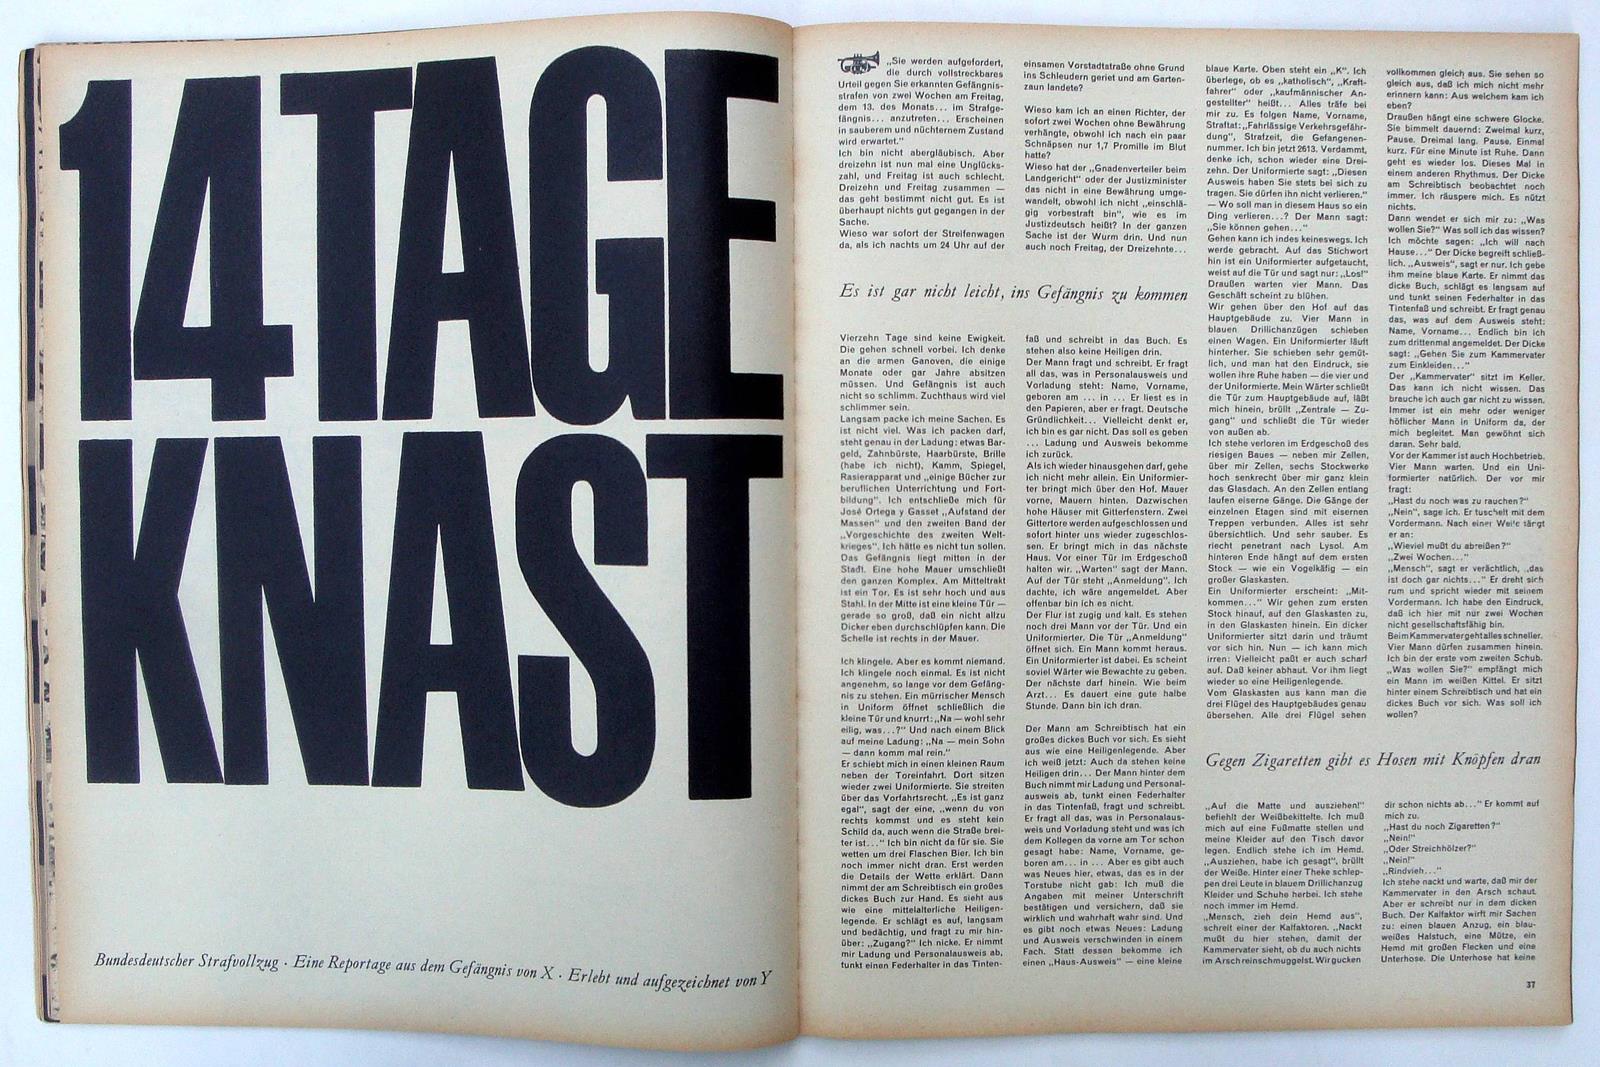 14 TAGE
KNAST
Bundesdeutscher Strafvollzug · Eine Reportage aus dem Gefängnis von X · Erlebt und aufgezeichnet von Y
„Sie werden aufgefordert,
die durch vollstreckbares
Urteil gegen Sie erkannten Gefängnis-
strafen von zwei Wochen am Freitag,
dem 13. des Monats... im Strafge-
fängnis... anzutreten... Erscheinen
in sauberem und nüchternem Zustand
wird erwartet."
Ich bin nicht abergläubisch. Aber
dreizehn ist nun mal eine Unglücks-
zahl, und Freitag ist auch schlecht.
Dreizehn und Freitag zusammen —
das geht bestimmt nicht gut. Es ist
überhaupt nichts gut gegangen in der
Sache.
Wieso war sofort der Streifenwagen
da, als ich nachts um 24 Uhr auf der
einsamen Vorstadtstraße ohne Grund
ins Schleudern geriet und am Garten-
zaun landete?
Wieso kam ich an einen Richter, der
sofort zwei Wochen ohne Bewährung
verhängte, obwohl ich nach ein paar
Schnäpsen nur 1,7 Promille im Blut
hatte?
Wieso hat der „Gnadenverteiler beim
Landgericht" oder der Justizminister
das nicht in eine Bewährung umge-
wandelt, obwohl ich nicht „einschlä-
gig vorbestraft bin", wie es im
Justizdeutsch heißt? In der ganzen
Sache ist der Wurm drin. Und nun
auch noch Freitag, der Dreizehnte...
Es ist gar nicht leicht, ins Gefängnis zu kommen
Vierzehn Tage sind keine Ewigkeit.
Die gehen schnell vorbei. Ich denke
an die armen Ganoven, die einige
Monate oder gar Jahre absitzen
müssen. Und Gefängnis ist auch
nicht so schlimm. Zuchthaus wird viel
schlimmer sein.
Langsam packe ich meine Sachen. Es
ist nicht viel. Was ich packen darf,
steht genau in der Ladung: etwas Bar-
geld, Zahnbürste, Haarbürste, Brille
(habe ich nicht), Kamm, Spiegel,
Rasierapparat und „einige Bücher zur
beruflichen Unterrichtung und Fort-
bildung". Ich entschließe mich für
José Ortega y Gasset „Aufstand der
Massen" und den zweiten Band der
„Vorgeschichte des zweiten Welt-
krieges". Ich hätte es nicht tun sollen.
Das Gefängnis liegt mitten in der
Stadt. Eine hohe Mauer umschließt
den ganzen Komplex. Am Mitteltrakt
ist ein Tor. Es ist sehr hoch und aus
Stahl. In der Mitte ist eine kleine Tür —
gerade so groß, daß ein nicht allzu
Dicker eben durchschlüpfen kann. Die
Schelle ist rechts in der Mauer.
Ich klingele. Aber es kommt niemand.
Ich klingele noch einmal. Es ist nicht
angenehm, so lange vor dem Gefäng-
nis zu stehen. Ein mürrischer Mensch
in Uniform öffnet schließlich die
kleine Tür und knurrt: „Na — wohl sehr
eilig, was...?" Und nach einem Blick
auf meine Ladung: „Na — mein Sohn
— dann komm mal rein."
Er schiebt mich in einen kleinen Raum
neben der Toreinfahrt. Dort sitzen
wieder zwei Uniformierte. Sie streiten
über das Vorfahrtsrecht. „Es ist ganz
egal", sagt der eine, „wenn du von
rechts kommst und es steht kein
Schild da, auch wenn die Straße brei-
ter ist..." Ich bin nicht da für sie. Sie
wetten um drei Flaschen Bier. Ich bin
noch immer nicht dran. Erst werden
die Details der Wette erklärt. Dann
nimmt der am Schreibtisch ein großes
dickes Buch zur Hand. Es sieht aus
wie eine mittelalterliche Heiligen-
legende. Er schlägt es auf, langsam
und bedächtig, und fragt zu mir hin-
über: „Zugang?" Ich nicke. Er nimmt
mir Ladung und Personalausweis ab,
tunkt einen Federhalter in das Tinten-
faß und schreibt in das Buch. Es
stehen also keine Heiligen drin.
Der Mann fragt und schreibt. Er fragt
all das, was in Personalausweis und
Vorladung steht: Name, Vorname,
geboren am ... in ... Er liest es in
den Papieren, aber er fragt. Deutsche
Gründlichkeit... Vielleicht denkt er,
ich bin es gar nicht. Das soll es geben
... Ladung und Ausweis bekomme
ich zurück.
Als ich wieder hinausgehen darf, gehe
ich nicht mehr allein. Ein Uniformier-
ter bringt mich über den Hof. Mauer
vorne, Mauern hinten. Dazwischen
hohe Häuser mit Gitterfenstern. Zwei
Gittertore werden aufgeschlossen und
sofort hinter uns wieder zugeschlos-
sen. Er bringt mich in das nächste
Haus. Vor einer Tür im Erdgeschoß
halten wir. „Warten" sagt der Mann.
Auf der Tür steht „Anmeldung". Ich
dachte, ich wäre angemeldet. Aber
offenbar bin ich es nicht.
Der Flur ist zugig und kalt. Es stehen
noch drei Mann vor der Tür. Und ein
Uniformierter. Die Tür „Anmeldung"
öffnet sich. Ein Mann kommt heraus.
Ein Uniformierter ist dabei. Es scheint
soviel Wärter wie Bewachte zu geben.
Der nächste darf hinein. Wie beim
Arzt... Es dauert eine gute halbe
Stunde. Dann bin ich dran.
Der Mann am Schreibtisch hat ein
großes dickes Buch vor sich. Es sieht
aus wie eine Heiligenlegende. Aber
ich weiß jetzt: Auch da stehen keine
Heiligen drin... Der Mann hinter dem
Buch nimmt mir Ladung und Personal-
ausweis ab, tunkt einen Federhalter
in das Tintenfaß, fragt und schreibt.
Er fragt all das, was in Personalaus-
weis und Vorladung steht und was ich
dem Kollegen da vorne am Tor schon
gesagt habe: Name, Vorname, ge-
boren am... in ... Aber es gibt auch
was Neues hier, etwas, das es in der
Torstube nicht gab: Ich muß die
Angaben mit meiner Unterschrift
bestätigen und versichern, daß sie
wirklich und wahrhaft wahr sind. Und
es gibt noch etwas Neues: Ladung
und Ausweis verschwinden in einem
Fach. Statt dessen bekomme ich
einen „Haus-Ausweis" — eine kleine
blaue Karte. Oben steht ein „K". Ich
überlege, ob es „katholisch", „Kraft-
fahrer" oder „kaufmännischer An-
gestellter" heißt... Alles träfe bei
mir zu. Es folgen Name, Vorname,
Straftat: „Fahrlässige Verkehrsgefähr-
dung", Strafzeit, die Gefangenen-
nummer. Ich bin jetzt 2613. Verdammt,
denke ich, schon wieder eine Drei-
zehn. Der Uniformierte sagt: „Diesen
Ausweis haben Sie stets bei sich zu
tragen. Sie dürfen ihn nicht verlieren."
— Wo soll man in diesem Haus so ein
Ding verlieren...? Der Mann sagt:
„Sie können gehen..."
Gehen kann ich indes keineswegs. Ich
werde gebracht. Auf das Stichwort
hin ist ein Uniformierter aufgetaucht,
weist auf die Tür und sagt nur: „Los!"
Draußen warten vier Mann. Das
Geschäft scheint zu blühen.
Wir gehen über den Hof auf das
Hauptgebäude zu. Vier Mann in
blauen Drillichanzügen schieben
einen Wagen. Ein Uniformierter läuft
hinterher. Sie schieben sehr gemüt-
lich, und man hat den Eindruck, sie
wollen ihre Ruhe haben — die vier und
der Uniformierte. Mein Wärter schließt
die Tür zum Hauptgebäude auf, läßt
mich hinein, brüllt „Zentrale — Zu-
gang" und schließt die Tür wieder
von außen ab.
Ich stehe verloren im Erdgeschoß des
riesigen Baues — neben mir Zellen,
über mir Zellen, sechs Stockwerke
hoch senkrecht über mir ganz klein
das Glasdach. An den Zellen entlang
laufen eiserne Gänge. Die Gänge der
einzelnen Etagen sind mit eisernen
Treppen verbunden. Alles ist sehr
übersichtlich. Und sehr sauber. Es
riecht penetrant nach Lysol. Am
hinteren Ende hängt auf dem ersten
Stock — wie ein Vogelkäfig — ein
großer Glaskasten.
Ein Uniformierter erscheint: „Mit-
kommen..." Wir gehen zum ersten
Stock hinauf, auf den Glaskasten zu,
in den Glaskasten hinein. Ein dicker
Uniformierter sitzt darin und träumt
vor sich hin. Nun — ich kann mich
irren: Vielleicht paßt er auch scharf
auf. Daß keiner abhaut. Vor ihm liegt
wieder so eine Heiligenlegende.
Vom Glaskasten aus kann man die
drei Flügel des Hauptgebäudes genau
übersehen. Alle drei Flügel sehen
vollkommen gleich aus. Sie sehen so
gleich aus, daß ich mich nicht mehr
erinnern kann: Aus welchem kam ich
eben?
Draußen hängt eine schwere Glocke.
Sie bimmelt dauernd: Zweimal kurz,
Pause. Dreimal lang. Pause. Einmal
kurz. Für eine Minute ist Ruhe. Dann
geht es wieder los. Dieses Mal in
einem anderen Rhythmus. Der Dicke
am Schreibtisch beobachtet noch
immer. Ich räuspere mich. Es nützt
nichts.
Dann wendet er sich mir zu: „Was
wollen Sie?" Was soll ich das wissen?
Ich möchte sagen: „Ich will nach
Hause..." Der Dicke begreift schließ-
lich. „Ausweis", sagt er nur. Ich gebe
ihm meine blaue Karte. Er nimmt das
dicke Buch, schlägt es langsam auf
und tunkt seinen Federhalter in das
Tintenfaß und schreibt. Er fragt genau
das, was auf dem Ausweis steht:
Name, Vorname... Endlich bin ich
zum drittenmal angemeldet. Der Dicke
sagt: „Gehen Sie zum Kammervater
zum Einkleiden..."
Der „Kammervater" sitzt im Keller.
Das kann ich nicht wissen. Das
brauche ich auch gar nicht zu wissen.
Immer ist ein mehr oder weniger
höflicher Mann in Uniform da, der
mich begleitet. Man gewöhnt sich
daran. Sehr bald.
Vor der Kammer ist auch Hochbetrieb.
Vier Mann warten. Und ein Uni-
formierter natürlich. Der vor mir
fragt:
„Hast du noch was zu rauchen?"
„Nein", sage ich. Er tuschelt mit dem
Vordermann. Nach einer Weile fängt
er an:
„Wieviel mußt du abreißen?"
„Zwei Wochen..."
„Mensch", sagt er verächtlich, „das
ist doch gar nichts..." Er dreht sich
rum und spricht wieder mit seinem
Vordermann. Ich habe den Eindruck,
daß ich hier mit nur zwei Wochen
nicht gesellschaftsfähig bin.
Beim Kammervater geht alles schneller.
Vier Mann dürfen zusammen hinein.
Ich bin der erste vom zweiten Schub.
„Was wollen Sie?" empfängt mich
ein Mann im weißen Kittel. Er sitzt
hinter einem Schreibtisch und hat ein
dickes Buch vor sich. Was soll ich
wollen?
Gegen Zigaretten gibt es Hosen mit Knöpfen dran
„Auf die Matte und ausziehen!"
befiehlt der Weißbekittelte. Ich muß
mich auf eine Fußmatte stellen und
meine Kleider auf den Tisch davor
legen. Endlich stehe ich im Hemd.
„Ausziehen, habe ich gesagt", brüllt
der Weiße. Hinter einer Theke schlep-
pen drei Leute in blauem Drillichanzug
Kleider und Schuhe herbei. Ich stehe
noch immer im Hemd.
„Mensch, zieh dein Hemd aus",
schreit einer der Kalfaktoren. „Nackt
mußt du hier stehen, damit der
Kammervater sieht, ob du auch nichts
im Arsch reinschmuggelst. Wir gucken
dir schon nichts ab..." Er kommt auf
mich zu.
„Hast du noch Zigaretten?"
„Nein!"
„Oder Streichhölzer?"
„Nein!"
„Rindvieh..."
Ich stehe nackt und warte, daß mir der
Kammervater in den Arsch schaut.
Aber er schreibt nur in dem dicken
Buch. Der Kalfaktor wirft mir Sachen
zu: einen blauen Anzug, ein blau-
weißes Halstuch, eine Mütze, ein
Hemd mit großen Flecken und eine
Unterhose. Die Unterhose hat keine
37